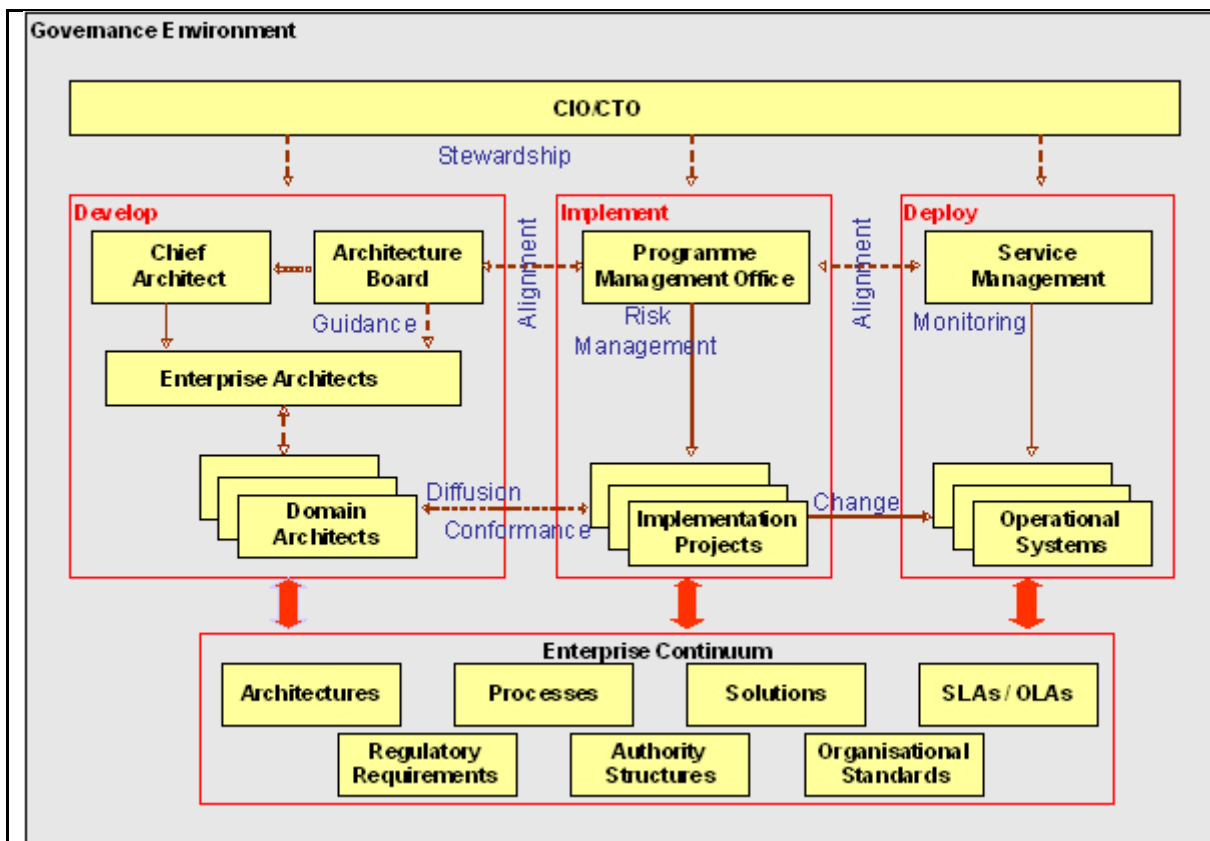 Governance Environment
CIO/CTO
Stewardship
Develop
Implement
Deploy
Chief
Architect
Architecture
Board
Alignment
Programme
Management Office
Alignment
Service
Management
Guidance
Risk
Management
Monitoring
Enterprise Architects
Diffusion
Conformance
Change
Domain
Architects
Implementation
Projects
Operational
Systems
Enterprise Continuum
Architectures
Processes
Solutions
SLAs / OLAs
Regulatory
Requirements
Authority
Structures
Organisational
Standards